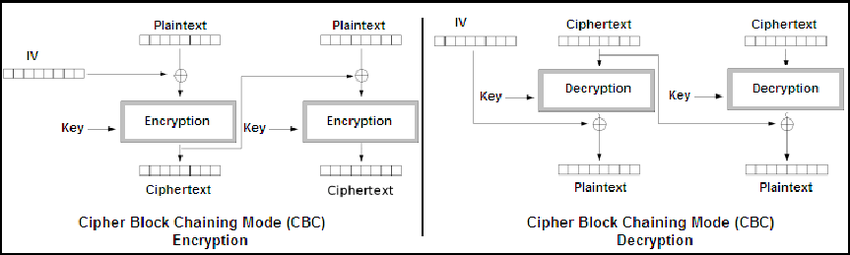 Plaintext
Plaintext
IV
Encryption
Encryption
Key
Key
Ciphertext
Ciphertext
Cipher Block Chaining Mode (CBC)
Encryption
IV
Ciphertext
Ciphertext
Decryption
Decryption
Key
Key
Plaintext
Plaintext
Cipher Block Chaining Mode (CBC)
Decryption